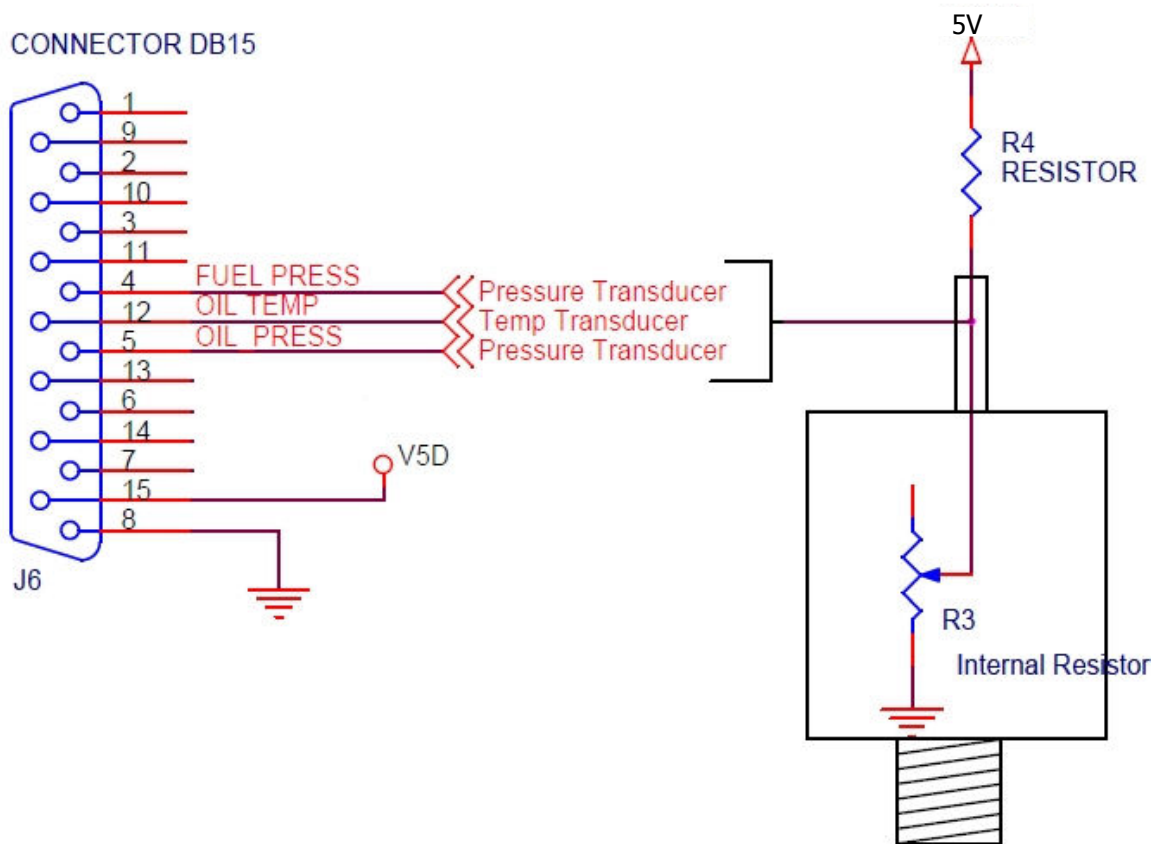 CONNECTOR DB15
5V
1
9
2
10
3
11
4
12
5
13
6
14
7
15
8
FUEL PRESS
OIL TEMP
OIL PRESS
Pressure Transducer
Temp Transducer
Pressure Transducer
V5D
J6
R4
RESISTOR
R3
Internal Resistor